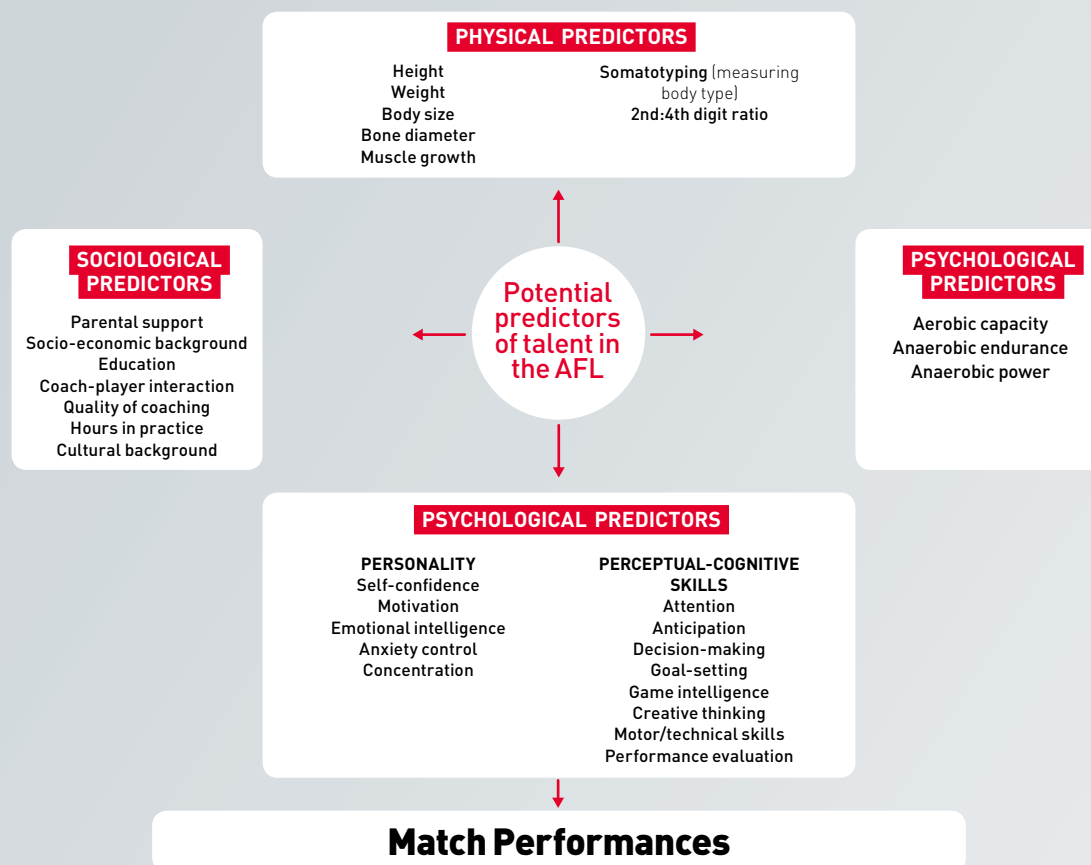 PHYSICAL PREDICTORS
Height
Weight
Body size
Bone diameter
Muscle growth
Somatotyping (measuring
body type)
2nd:4th digit ratio
SOCIOLOGICAL
PREDICTORS
Parental support
Socio-economic background
Education
Coach-player interaction
Quality of coaching
Hours in practice
Cultural background
Potential
predictors
of talent in
the AFL
PSYCHOLOGICAL
PREDICTORS
Aerobic capacity
Anaerobic endurance
Anaerobic power
PSYCHOLOGICAL PREDICTORS
PERSONALITY
Self-confidence
Motivation
Emotional intelligence
Anxiety control
Concentration
PERCEPTUAL-COGNITIVE
SKILLS
Attention
Anticipation
Decision-making
Goal-setting
Game intelligence
Creative thinking
Motor/technical skills
Performance evaluation
Match Performances